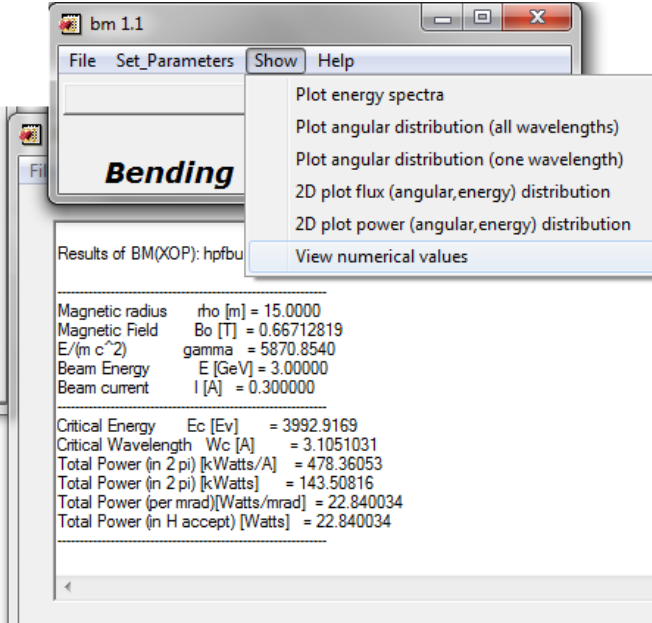 bm 1.1
File Set_Parameters Show Help
Plot energy spectra
Plot angular distribution (all wavelengths)
Plot angular distribution (one wavelength)
2D plot flux (angular,energy) distribution
2D plot power (angular,energy) distribution
View numerical values
Bending
Fil
Results of BM(XOP): hpfbu
Magnetic radius rho [m] = 15.0000
Magnetic Field Bo [T] = 0.66712819
E/(m c^2) gamma = 5870.8540
Beam Energy E [GeV] = 3.00000
Beam current I [A] = 0.300000
Critical Energy Ec [Ev] = 3992.9169
Critical Wavelength Wc [A] = 3.1051031
Total Power (in 2 pi) [kWatts/A] = 478.36053
Total Power (in 2 pi) [kWatts] = 143.50816
Total Power (per mrad)[Watts/mrad] = 22.840034
Total Power (in H accept) [Watts] = 22.840034